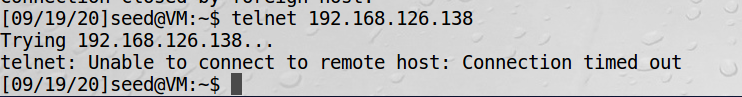 [09/19/20]seed@VM:~$ telnet 192.168.126.138
Trying 192.168.126.138...
telnet: Unable to connect to remote host: Connection timed out
[09/19/20]seed@VM:~$